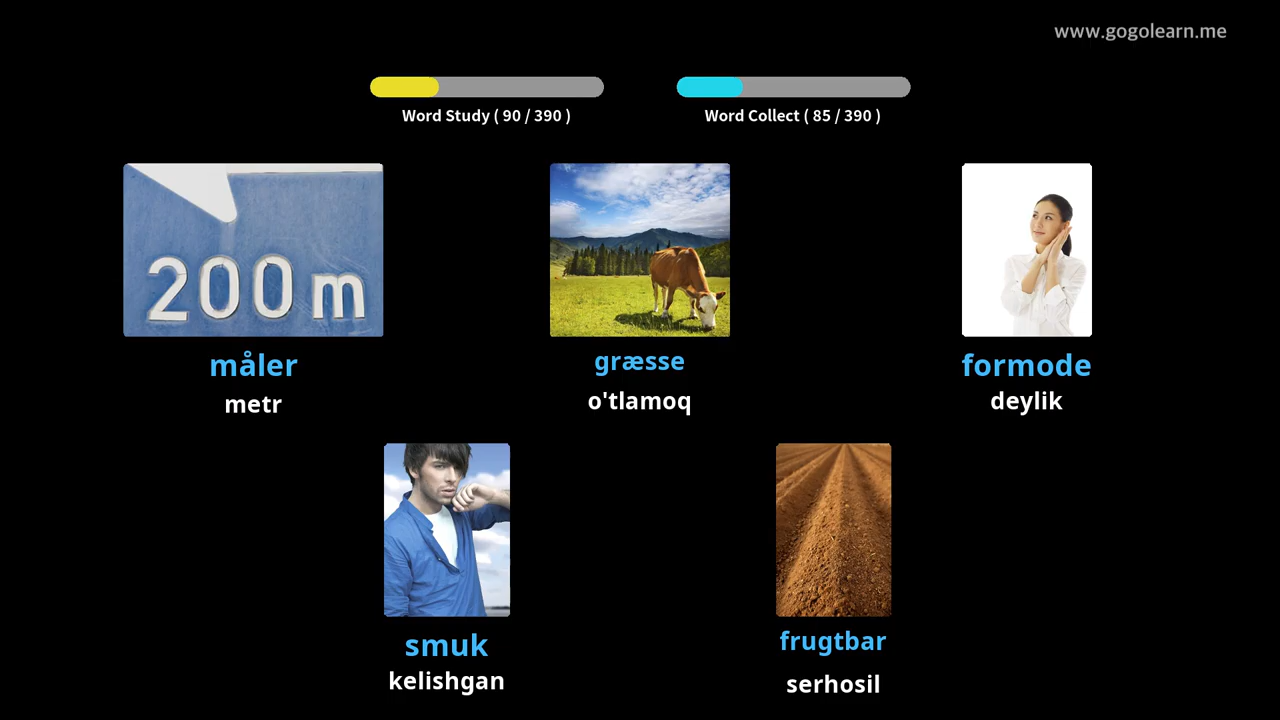 www.gogolearn.me
Word Study ( 90 / 390 )
Word Collect ( 85 / 390 )
200 m
måler
græsse
formode
metr
o'tlamoq
deylik
smuk
frugtbar
kelishgan
serhosil